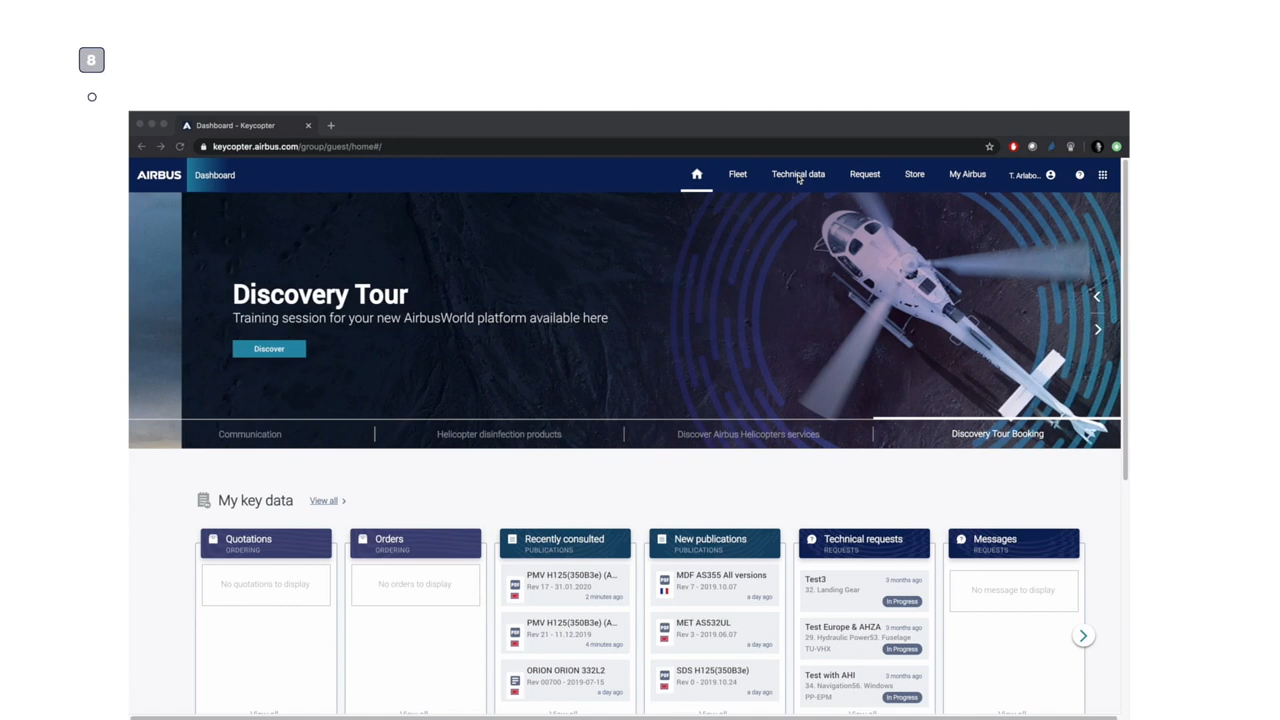 8
Dashboard - Keycopter
keycopter.airbus.com/group/guest/home#/
AIRBUS Dashboard Fleet Technical data Request Store My Airbus T. Arlabo...
Discovery Tour
Training session for your new AirbusWorld platform available here
Discover
Communication Helicopter disinfection products Discover Airbus Helicopters services Discovery Tour Booking
My key data View all
Quotations
ORDERING
No quotations to display
Orders
ORDERING
No orders to display
Recently consulted
PUBLICATIONS
PMV H125(350B3e) (A...
Rev 17 - 31.01.2020
2 minutes ago
PMV H125(350B3e) (A...
Rev 21 - 11.12.2019
4 minutes ago
ORION ORION 332L2
Rev 00700 - 2019-07-15
a day ago
New publications
PUBLICATIONS
MDF AS355 All versions
Rev 7 - 2019.10.07
a day ago
MET AS532UL
Rev 3 - 2019.06.07
a day ago
SDS H125(350B3e)
Rev 0 - 2019.10.24
a day ago
Technical requests
REQUESTS
Test3 3 months ago
32. Landing Gear
In Progress
Test Europe & AHZA 3 months ago
29. Hydraulic Power53. Fuselage
TU-VHX In Progress
Test with AHI 3 months ago
34. Navigation56. Windows
PP-EPM In Progress
Messages
REQUESTS
No message to display